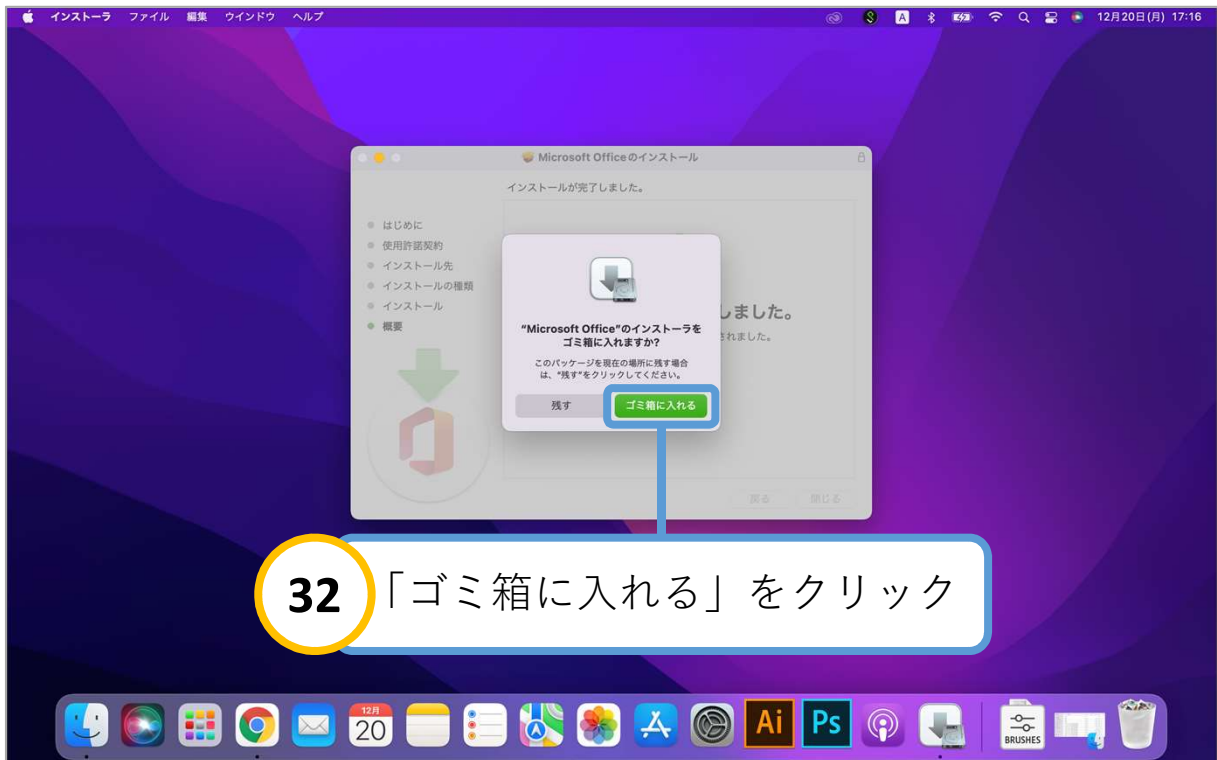 インストーラ ファイル 編集 ウインドウ ヘルプ
A
12月20日(月) 17:16
Microsoft Officeのインストール
インストールが完了しました。
はじめに
使用許諾契約
インストール先
インストールの種類
インストール
概要
しました。
されました。
“Microsoft Office”のインストーラを
ゴミ箱に入れますか?
このパッケージを現在の場所に残す場合
は、“残す”をクリックしてください。
残す
ゴミ箱に入れる
戻る
閉じる
32
「ゴミ箱に入れる」をクリック
12月
20
Ai
Ps
BRUSHES